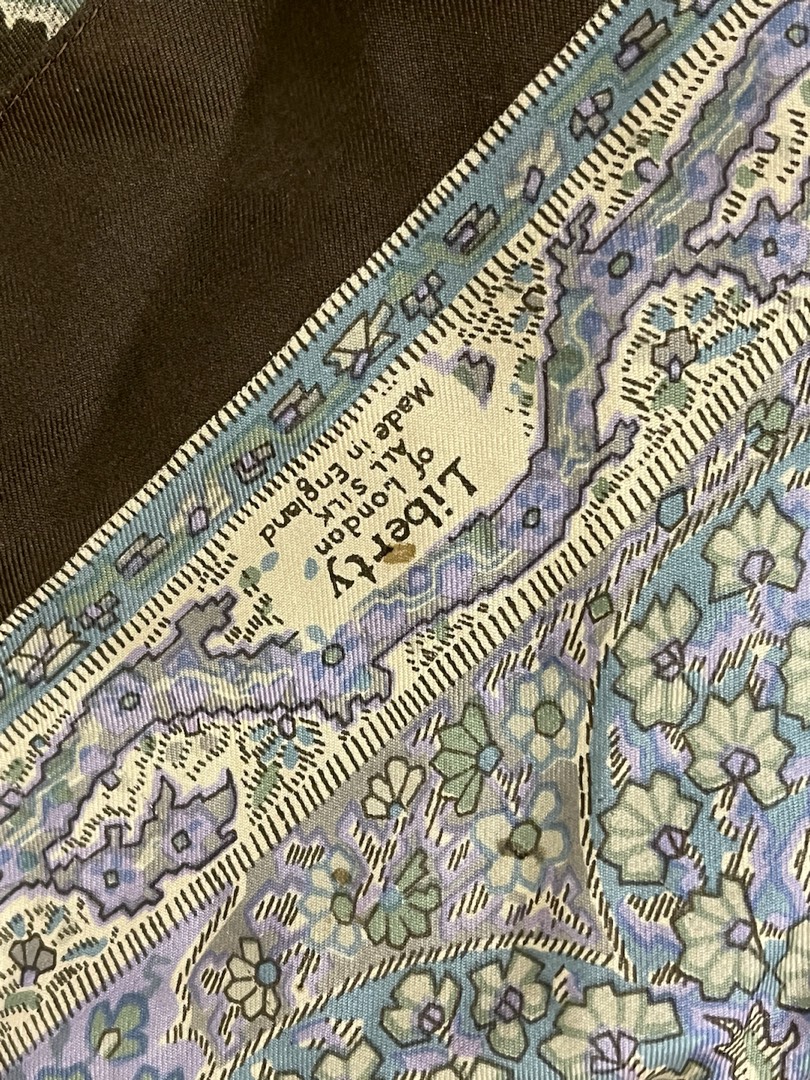 Liberty
of London
ALL SILK
Made in England